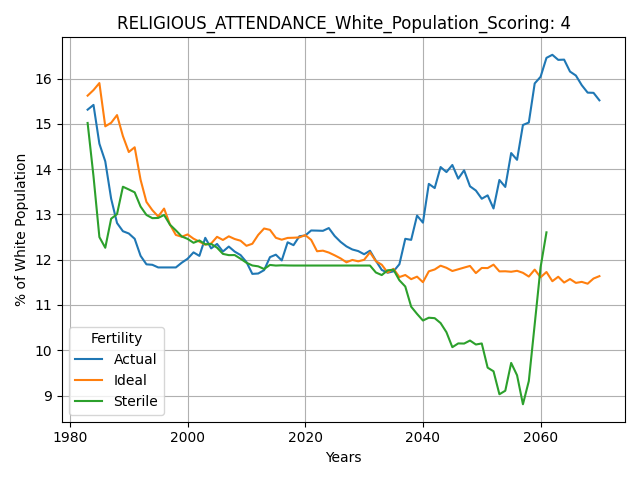 RELIGIOUS_ATTENDANCE_White_Population_Scoring: 4
% of White Population
16
15
14
13
12
11
10
9
Fertility
Actual
Ideal
Sterile
1980
2000
2020
2040
2060
Years